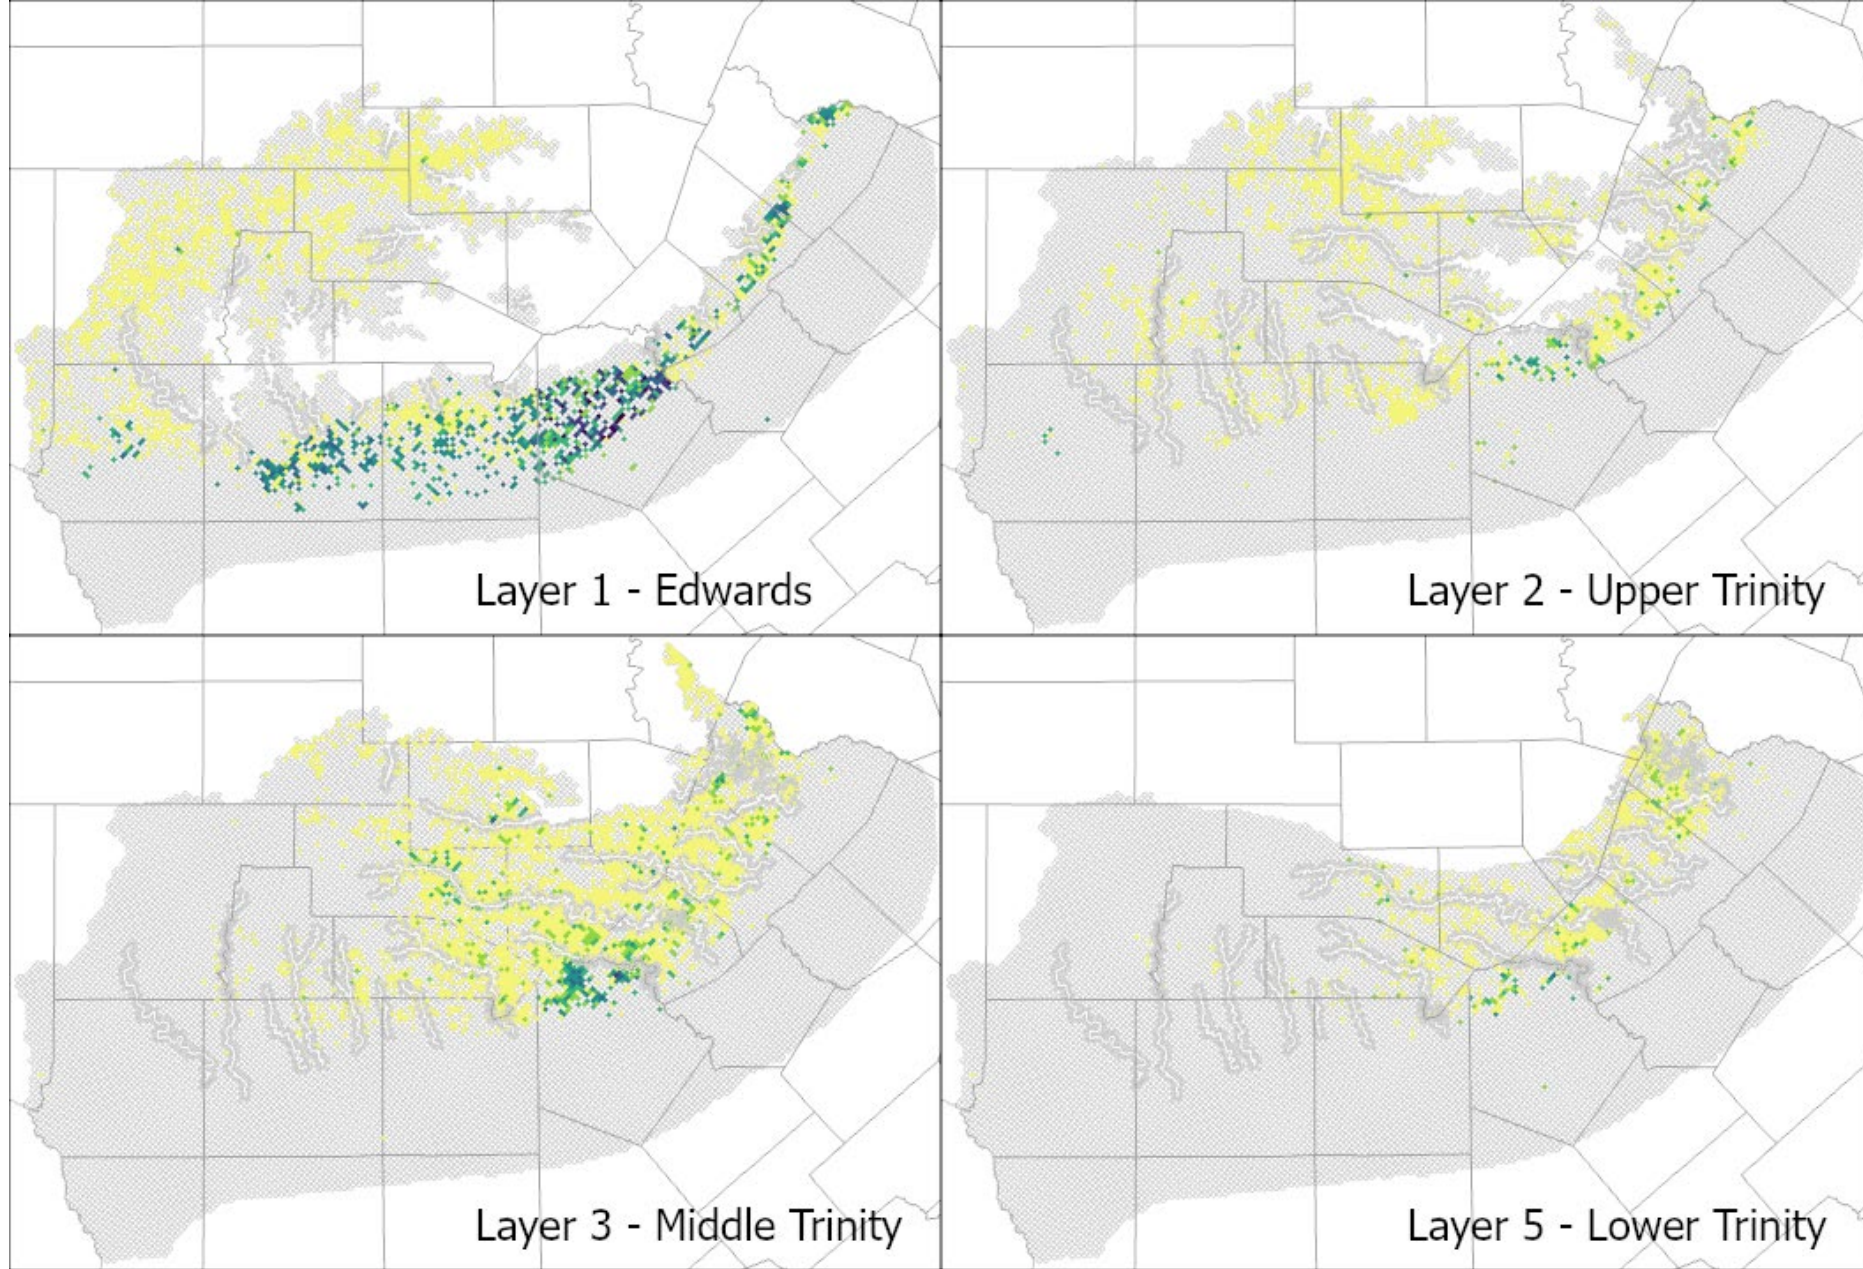 Layer 1 - Edwards
Layer 2 - Upper Trinity
Layer 3 - Middle Trinity
Layer 5 - Lower Trinity